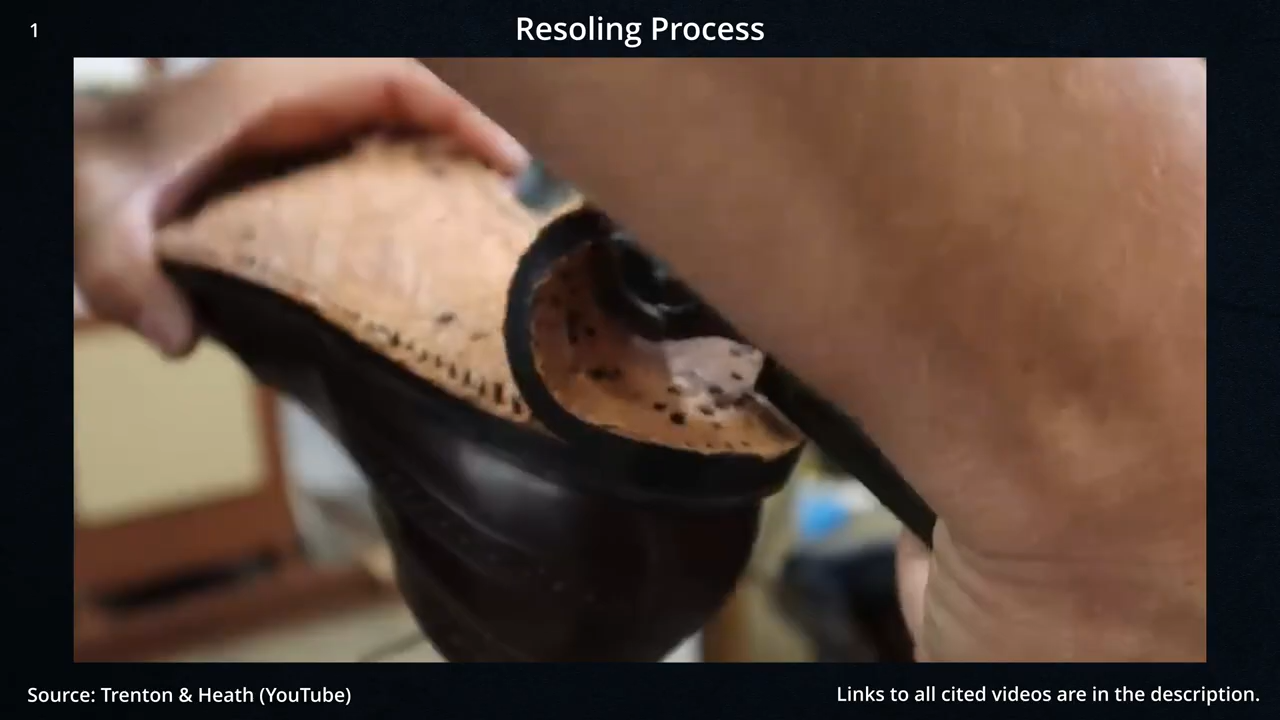 1
Resoling Process
Source: Trenton & Heath (YouTube)
Links to all cited videos are in the description.